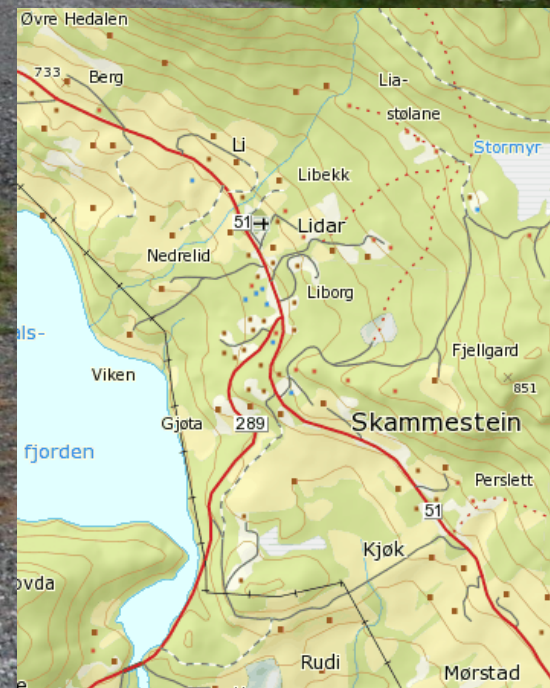 Øvre Hedalen
733
Berg
Lia-
stølane
Li
Stormyr
Libekk
51
Lidar
Nedrelid
Liborg
als-
Fjellgard
Viken
851
Gjøta
289
Skammestein
fjorden
Perslett
51
Kjøk
ovda
Rudi
Mørstad
e